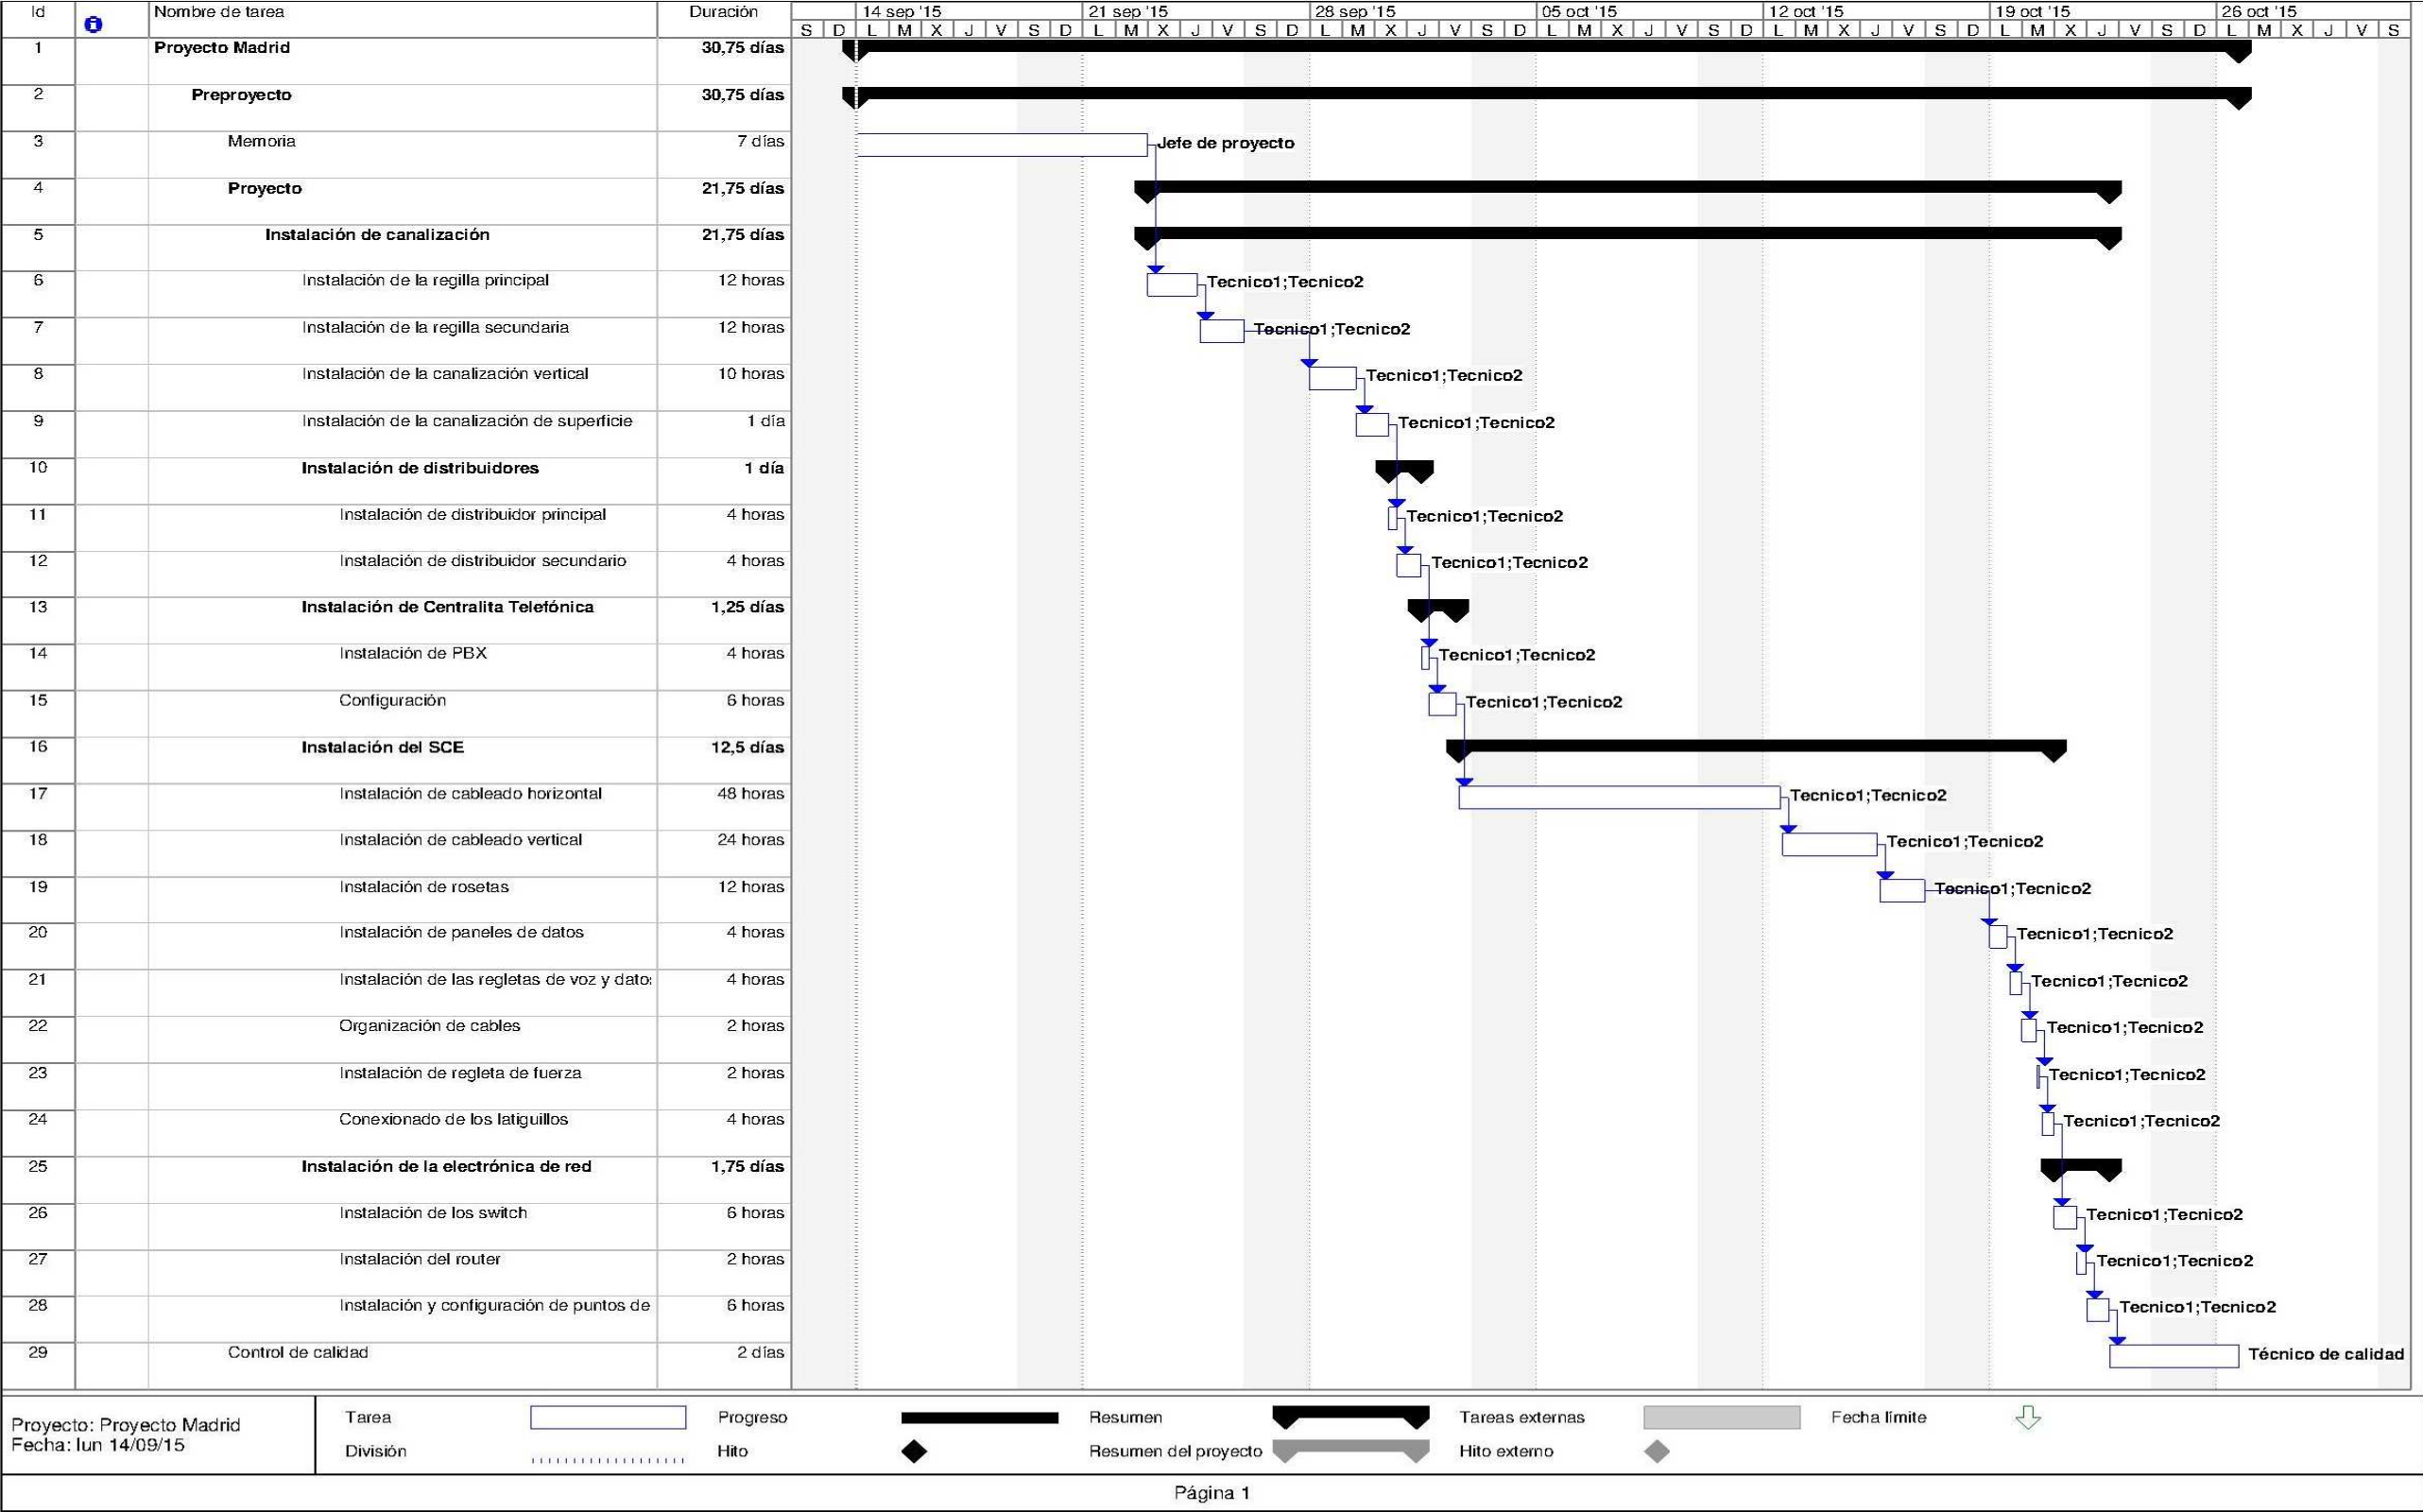 Id Nombre de tarea Duración 14 sep '15 21 sep '15 28 sep '15 05 oct '15 12 oct '15 19 oct '15 26 oct '15
S D L M X J V S D L M X J V S D L M X J V S D L M X J V S D L M X J V S D L M X J V S D L M X J V S
1 Proyecto Madrid 30,75 días
2 Preproyecto 30,75 días
3 Memoria 7 días Jefe de proyecto
4 Proyecto 21,75 días
5 Instalación de canalización 21,75 días
6 Instalación de la regilla principal 12 horas Tecnico1;Tecnico2
7 Instalación de la regilla secundaria 12 horas Tecnico1;Tecnico2
8 Instalación de la canalización vertical 10 horas Tecnico1;Tecnico2
9 Instalación de la canalización de superficie 1 día Tecnico1;Tecnico2
10 Instalación de distribuidores 1 día
11 Instalación de distribuidor principal 4 horas Tecnico1;Tecnico2
12 Instalación de distribuidor secundario 4 horas Tecnico1;Tecnico2
13 Instalación de Centralita Telefónica 1,25 días
14 Instalación de PBX 4 horas Tecnico1;Tecnico2
15 Configuración 6 horas Tecnico1;Tecnico2
16 Instalación del SCE 12,5 días
17 Instalación de cableado horizontal 48 horas Tecnico1;Tecnico2
18 Instalación de cableado vertical 24 horas Tecnico1;Tecnico2
19 Instalación de rosetas 12 horas Tecnico1;Tecnico2
20 Instalación de paneles de datos 4 horas Tecnico1;Tecnico2
21 Instalación de las regletas de voz y datos 4 horas Tecnico1;Tecnico2
22 Organización de cables 2 horas Tecnico1;Tecnico2
23 Instalación de regleta de fuerza 2 horas Tecnico1;Tecnico2
24 Conexionado de los latiguillos 4 horas Tecnico1;Tecnico2
25 Instalación de la electrónica de red 1,75 días
26 Instalación de los switch 6 horas Tecnico1;Tecnico2
27 Instalación del router 2 horas Tecnico1;Tecnico2
28 Instalación y configuración de puntos de 6 horas Tecnico1;Tecnico2
29 Control de calidad 2 días Técnico de calidad
Proyecto: Proyecto Madrid
Fecha: lun 14/09/15
Tarea Progreso Resumen Tareas externas Fecha límite
División Hito Resumen del proyecto Hito externo
Página 1